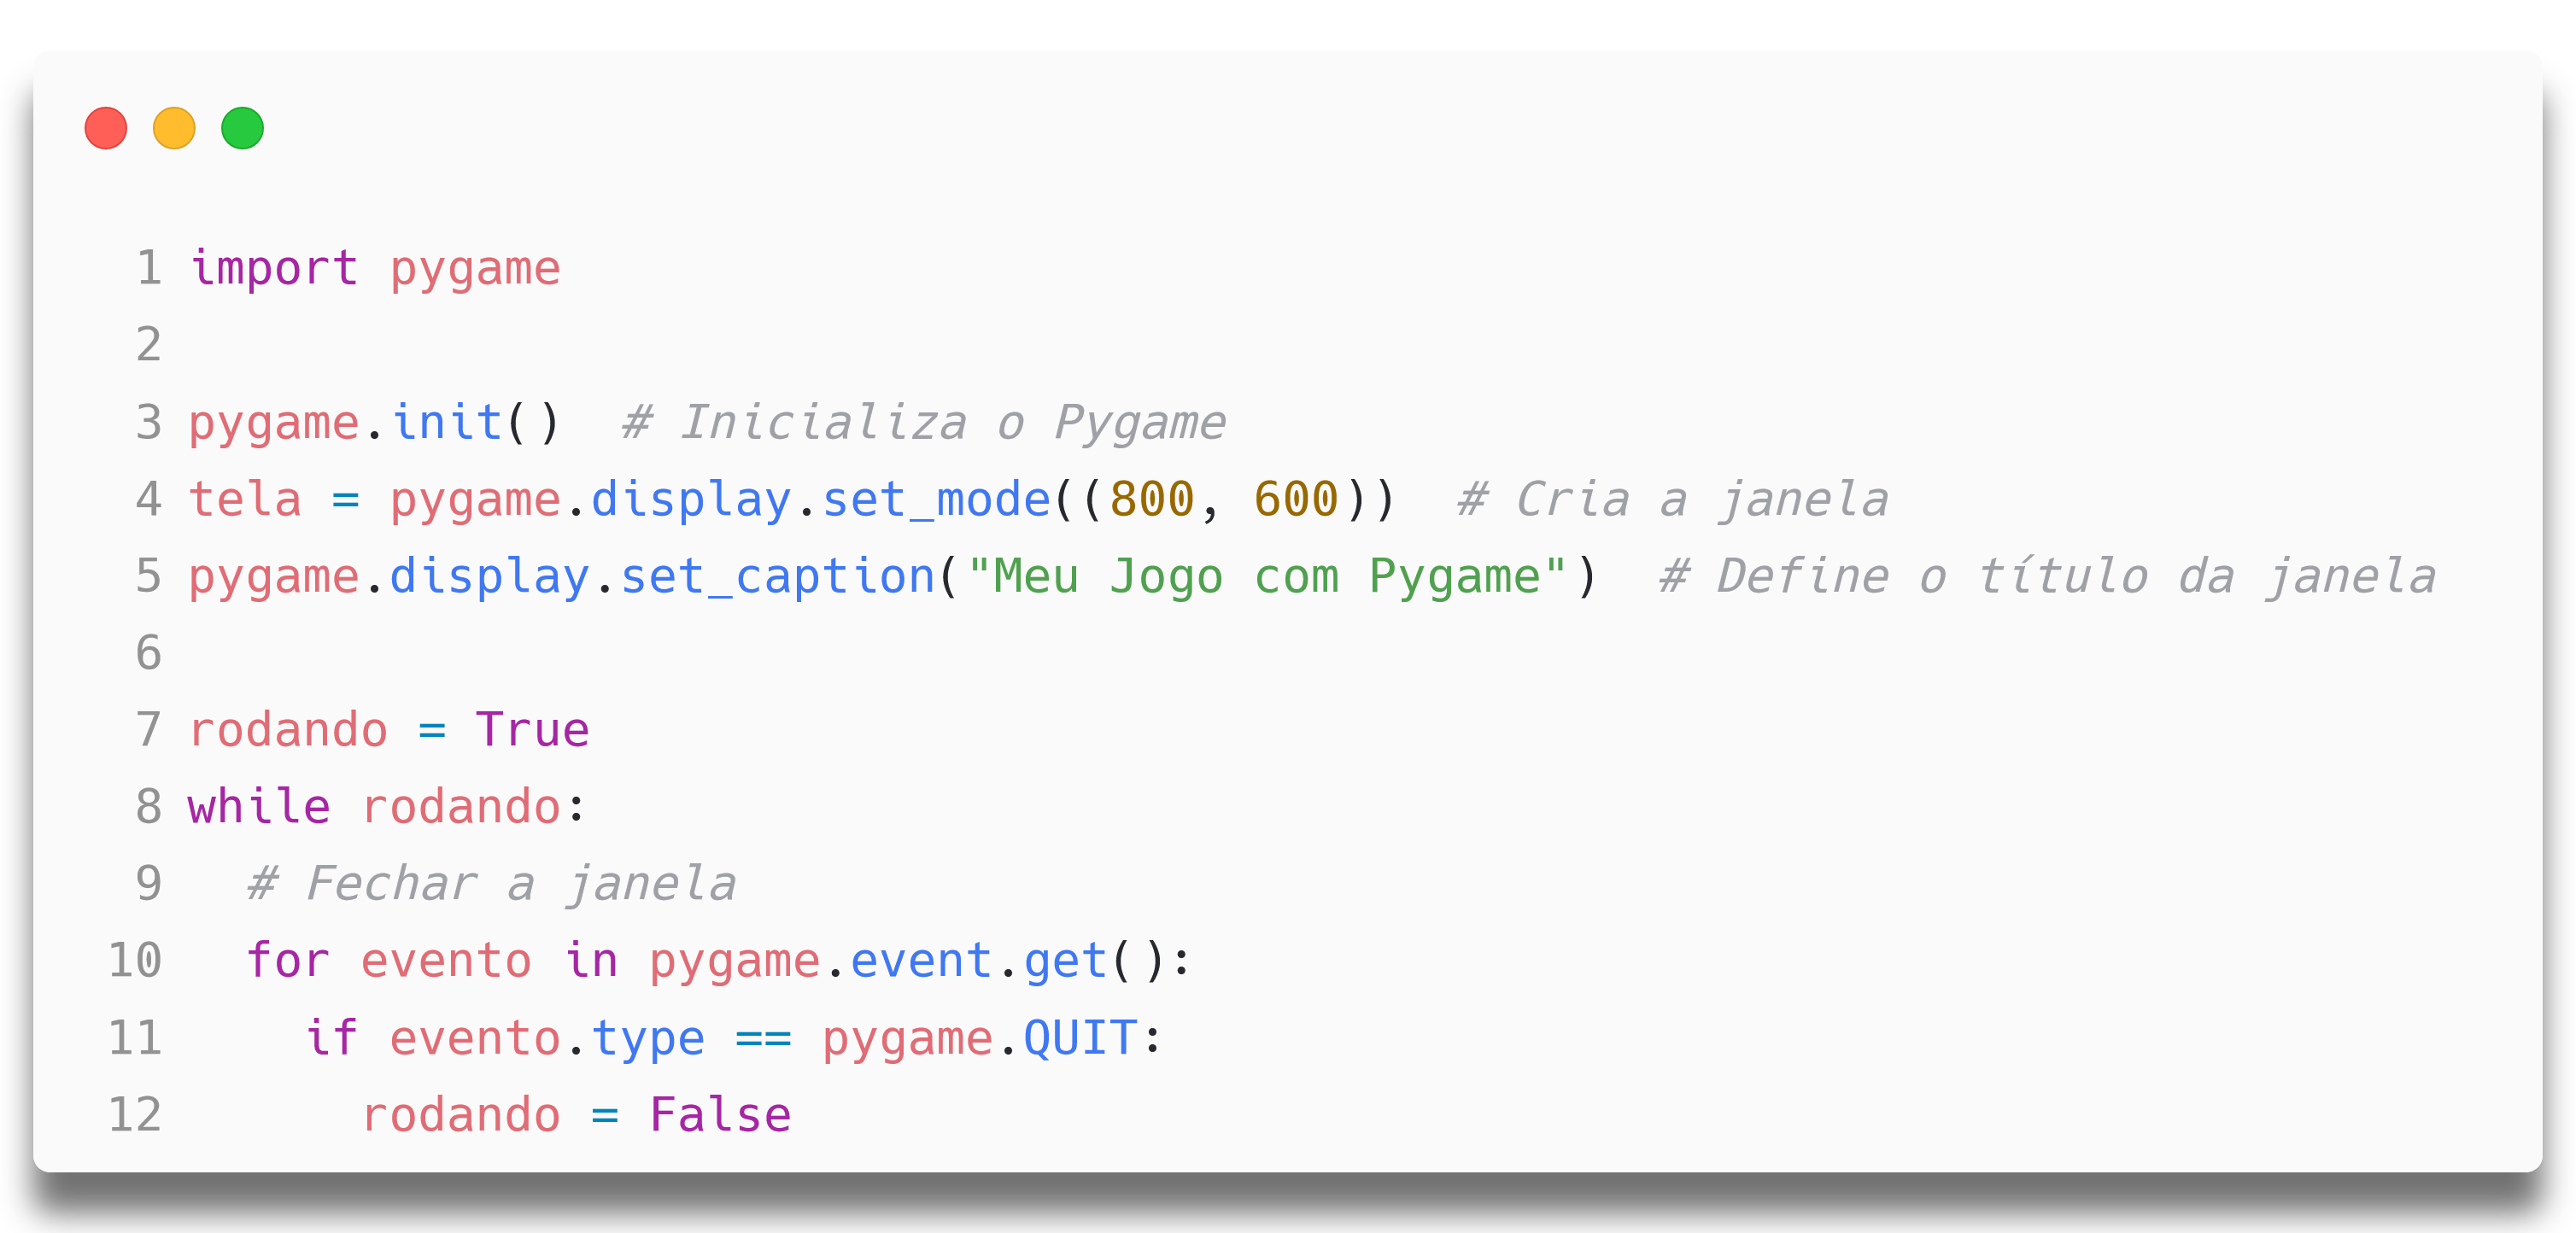 1 import pygame
2
3 pygame.init()  # Inicializa o Pygame
4 tela = pygame.display.set_mode((800, 600))  # Cria a janela
5 pygame.display.set_caption("Meu Jogo com Pygame")  # Define o título da janela
6
7 rodando = True
8 while rodando:
9   # Fechar a janela
10   for evento in pygame.event.get():
11     if evento.type == pygame.QUIT:
12       rodando = False